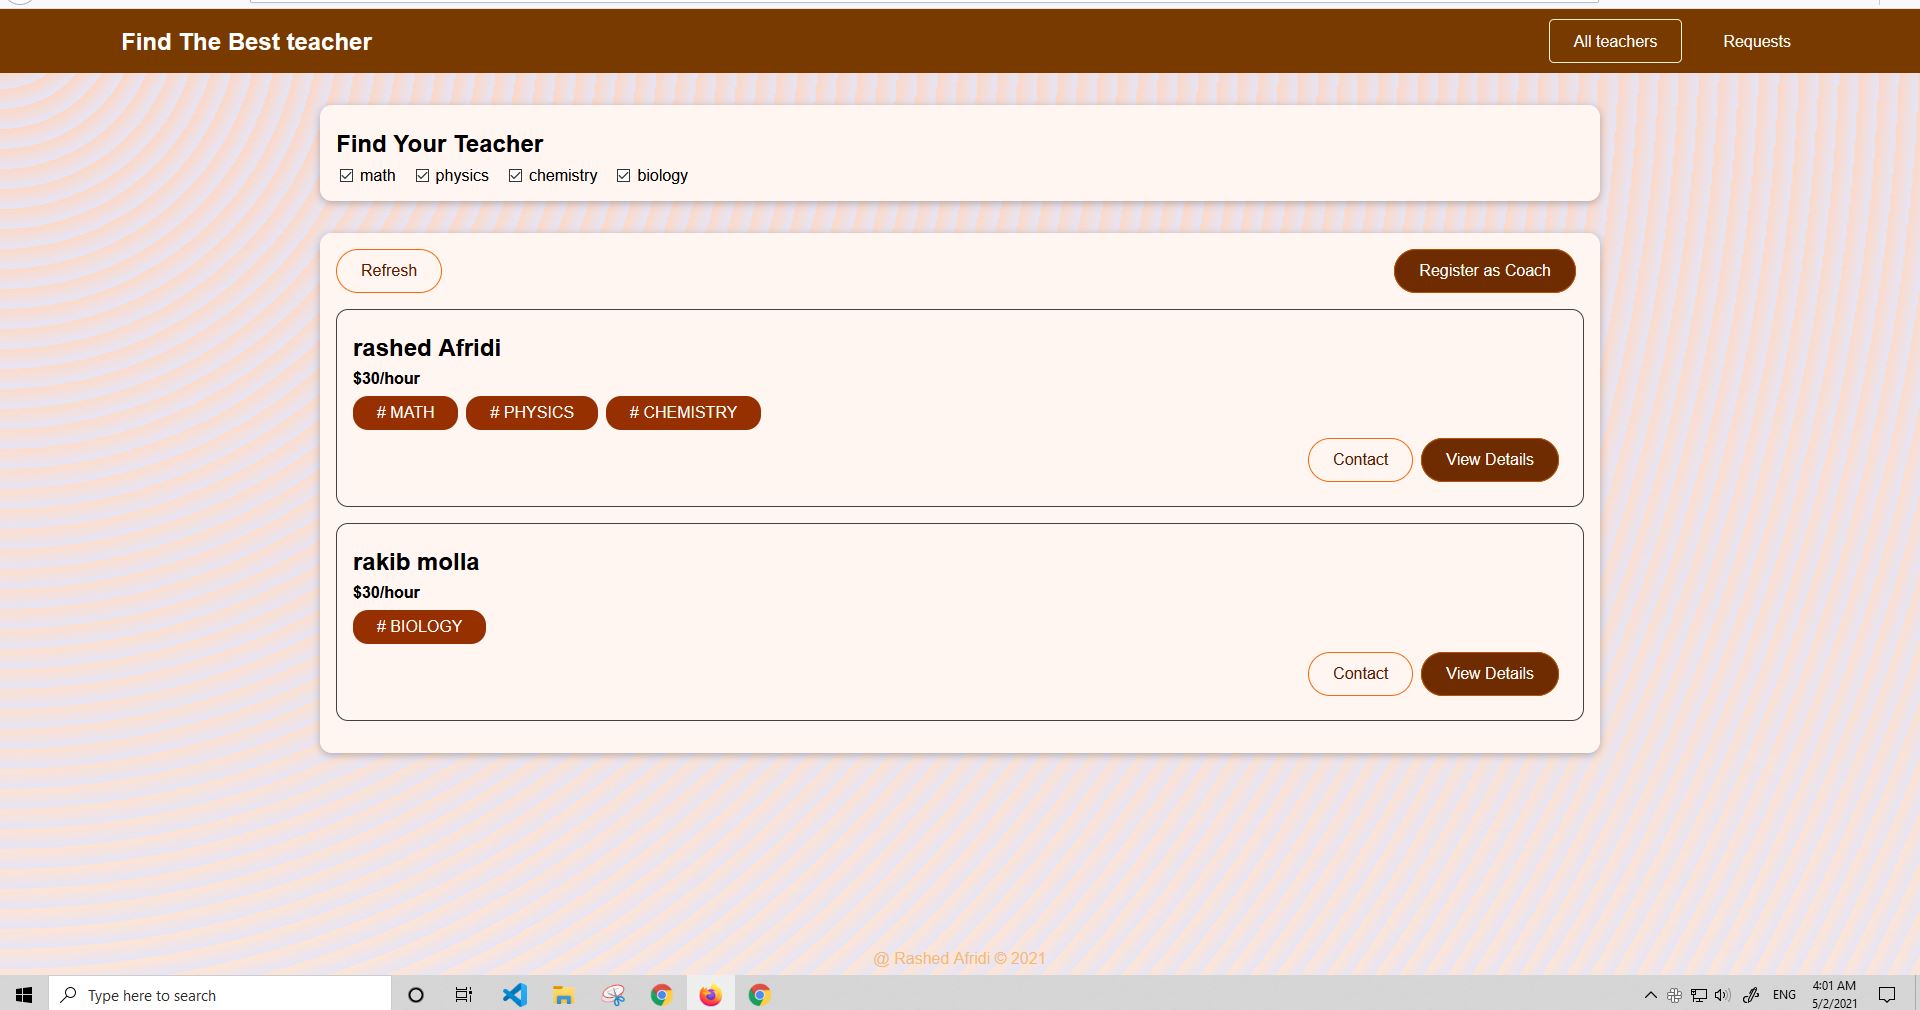 Find The Best teacher
All teachers
Requests
Find Your Teacher
math physics chemistry biology
Refresh
Register as Coach
rashed Afridi
$30/hour
# MATH # PHYSICS # CHEMISTRY
Contact View Details
rakib molla
$30/hour
# BIOLOGY
Contact View Details
@ Rashed Afridi © 2021
Type here to search
ENG
4:01 AM
5/2/2021